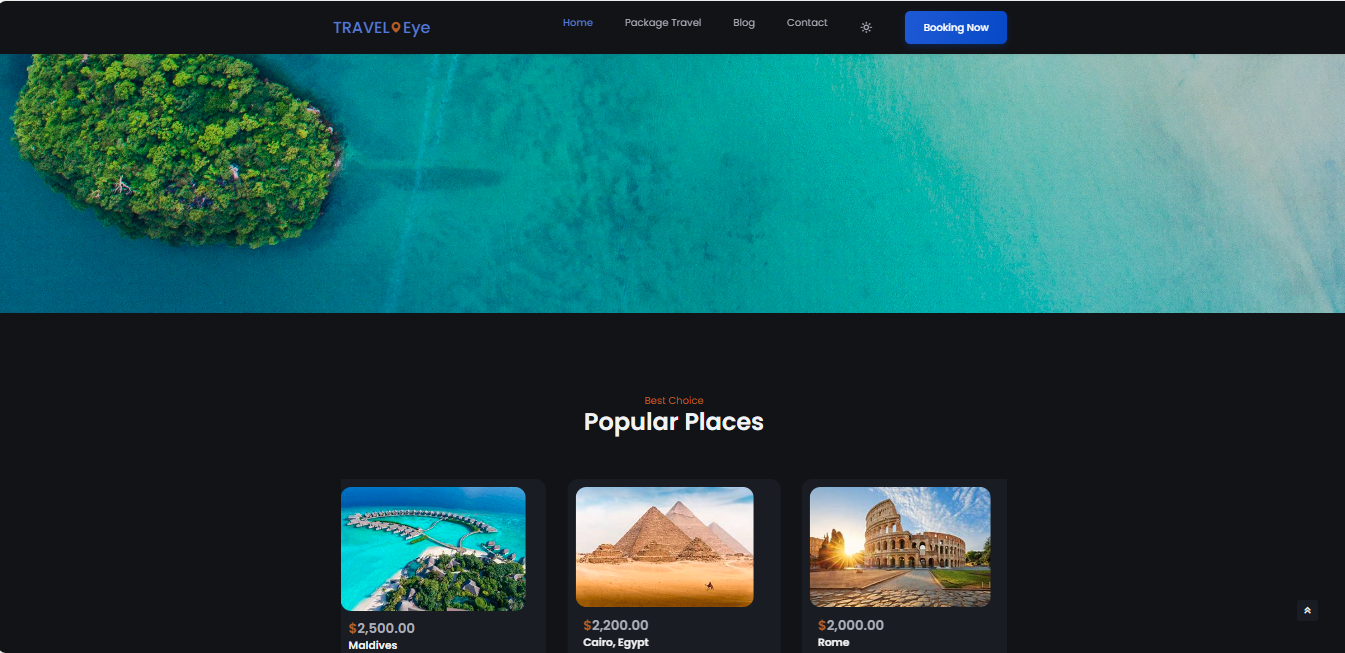 TRAVEL Eye
Home
Package Travel
Blog
Contact
Booking Now
Best Choice
Popular Places
$2,500.00
Maldives
$2,200.00
Cairo, Egypt
$2,000.00
Rome